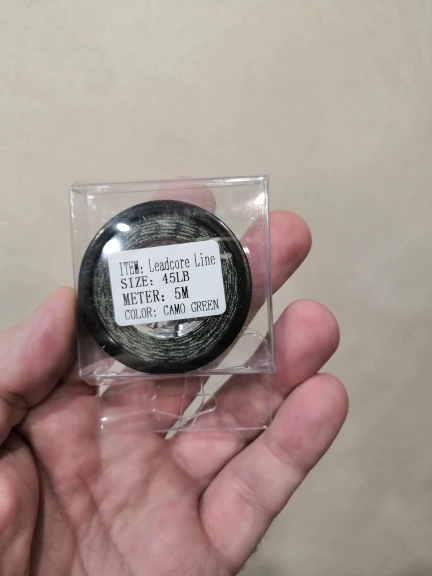 ITEM: Leadcore Line
SIZE: 45LB
METER: 5M
COLOR: CAMO GREEN